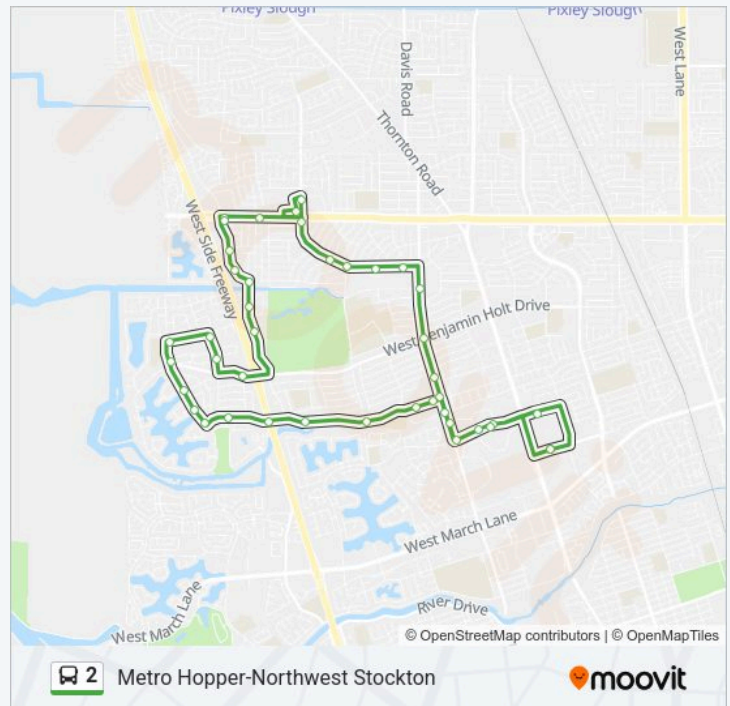 Pixley Slough
Pixley Slough
Davis Road
West Lane
Thornton Road
West Side Freeway
West Benjamin Holt Drive
West March Lane
West March Lane
River Drive
© OpenStreetMap contributors | © OpenMapTiles
2 Metro Hopper-Northwest Stockton
moovit